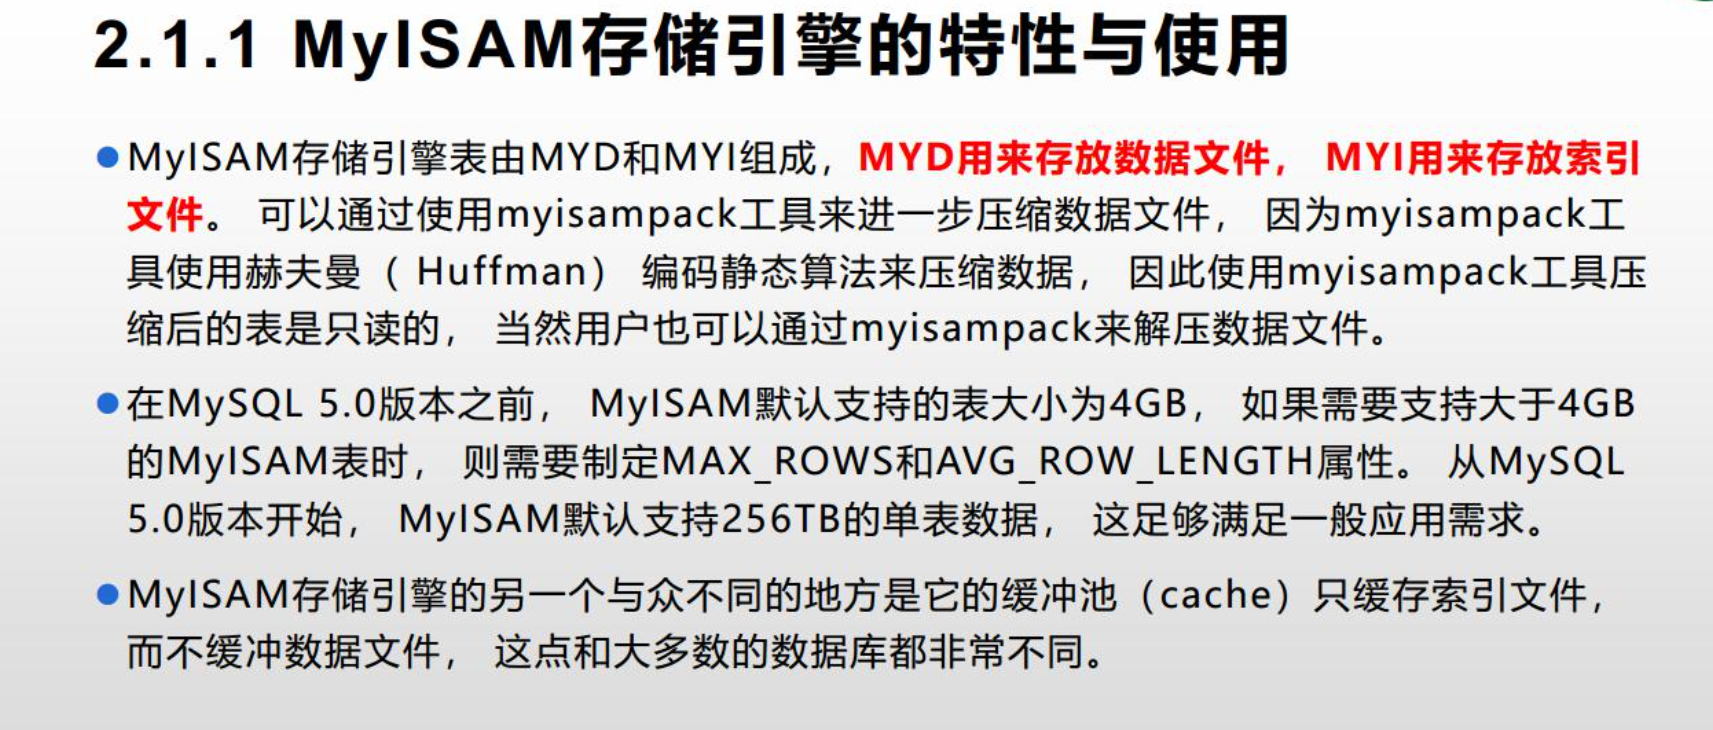 2.1.1 MyISAM存储引擎的特性与使用
●MyISAM存储引擎表由MYD和MYI组成，MYD用来存放数据文件， MYI用来存放索引
文件。 可以通过使用myisampack工具来进一步压缩数据文件， 因为myisampack工
具使用赫夫曼（ Huffman） 编码静态算法来压缩数据， 因此使用myisampack工具压
缩后的表是只读的， 当然用户也可以通过myisampack来解压数据文件。
●在MySQL 5.0版本之前， MyISAM默认支持的表大小为4GB， 如果需要支持大于4GB
的MyISAM表时， 则需要制定MAX_ROWS和AVG_ROW_LENGTH属性。 从MySQL
5.0版本开始， MyISAM默认支持256TB的单表数据， 这足够满足一般应用需求。
●MyISAM存储引擎的另一个与众不同的地方是它的缓冲池（cache）只缓存索引文件，
而不缓冲数据文件， 这点和大多数的数据库都非常不同。